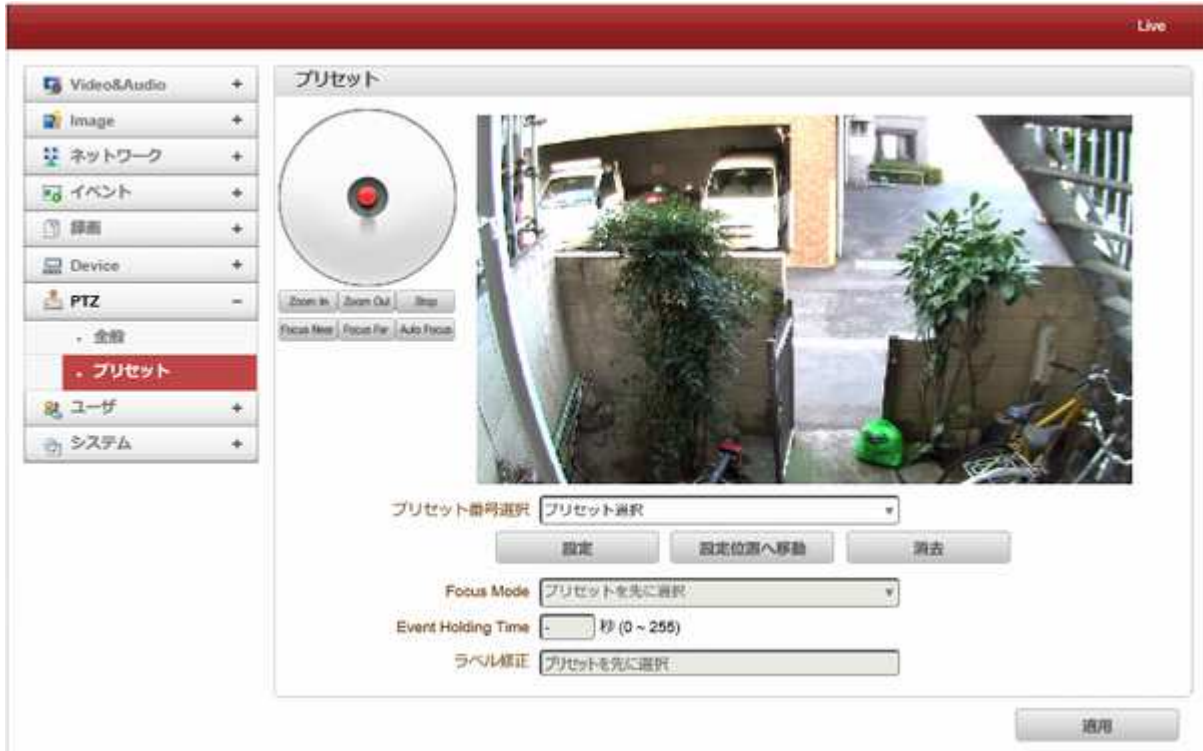 Live
Video&Audio +
Image +
ネットワーク +
イベント +
録画 +
Device +
PTZ -
. 全般
. プリセット
ユーザ +
システム +
プリセット
Zoom In Zoom Out Stop
Focus Near Focus Far Auto Focus
プリセット番号選択 プリセット選択
設定 設定位置へ移動 消去
Focus Mode プリセットを先に選択
Event Holding Time - 秒 (0 ~ 255)
ラベル修正 プリセットを先に選択
適用